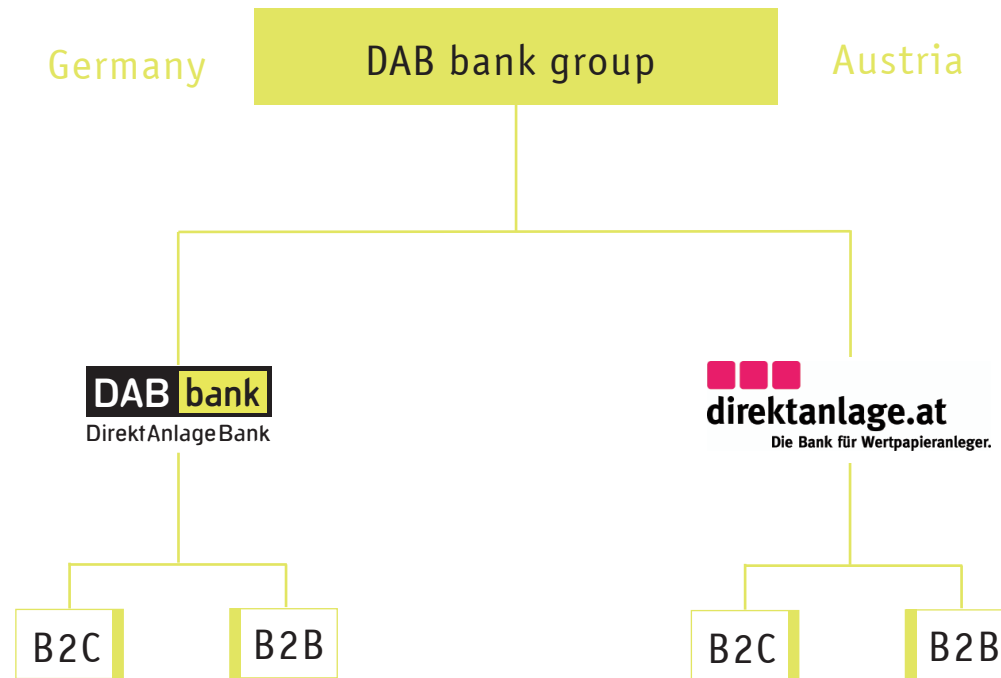 Germany
DAB bank group
Austria
DAB bank
DirektAnlageBank
direktanlage.at
Die Bank für Wertpapieranleger.
B2C
B2B
B2C
B2B